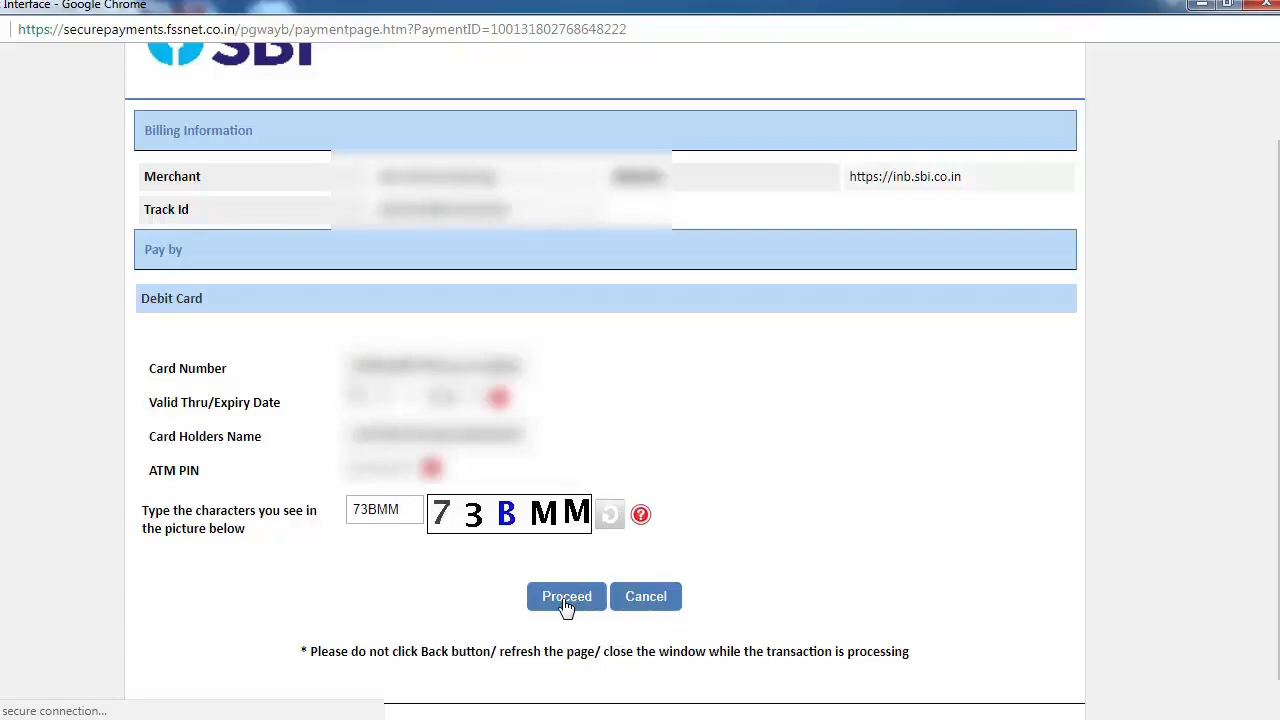 Interface - Google Chrome
https://securepayments.fssnet.co.in/pgwayb/paymentpage.htm?PaymentID=100131802768648222
SBI
Billing Information
Merchant https://inb.sbi.co.in
Track Id
Pay by
Debit Card
Card Number
Valid Thru/Expiry Date
Card Holders Name
ATM PIN
Type the characters you see in 73BMM 7 3 B M M ?
the picture below
Proceed Cancel
* Please do not click Back button/ refresh the page/ close the window while the transaction is processing
secure connection...